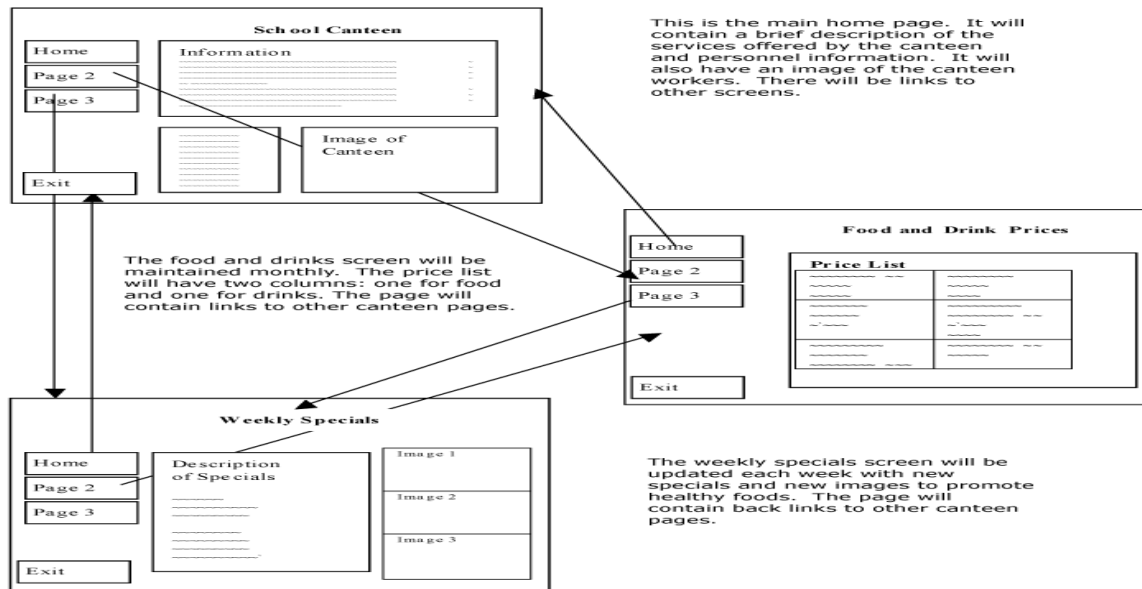 School Canteen
Home
Page 2
Page 3
Exit
Information
Image of
Canteen
This is the main home page. It will
contain a brief description of the
services offered by the canteen
and personnel information. It will
also have an image of the canteen
workers. There will be links to
other screens.
The food and drinks screen will be
maintained monthly. The price list
will have two columns: one for food
and one for drinks. The page will
contain links to other canteen pages.
Food and Drink Prices
Home
Page 2
Page 3
Exit
Price List
Weekly Specials
Home
Page 2
Page 3
Exit
Description
of Specials
Image 1
Image 2
Image 3
The weekly specials screen will be
updated each week with new
specials and new images to promote
healthy foods. The page will
contain back links to other canteen
pages.